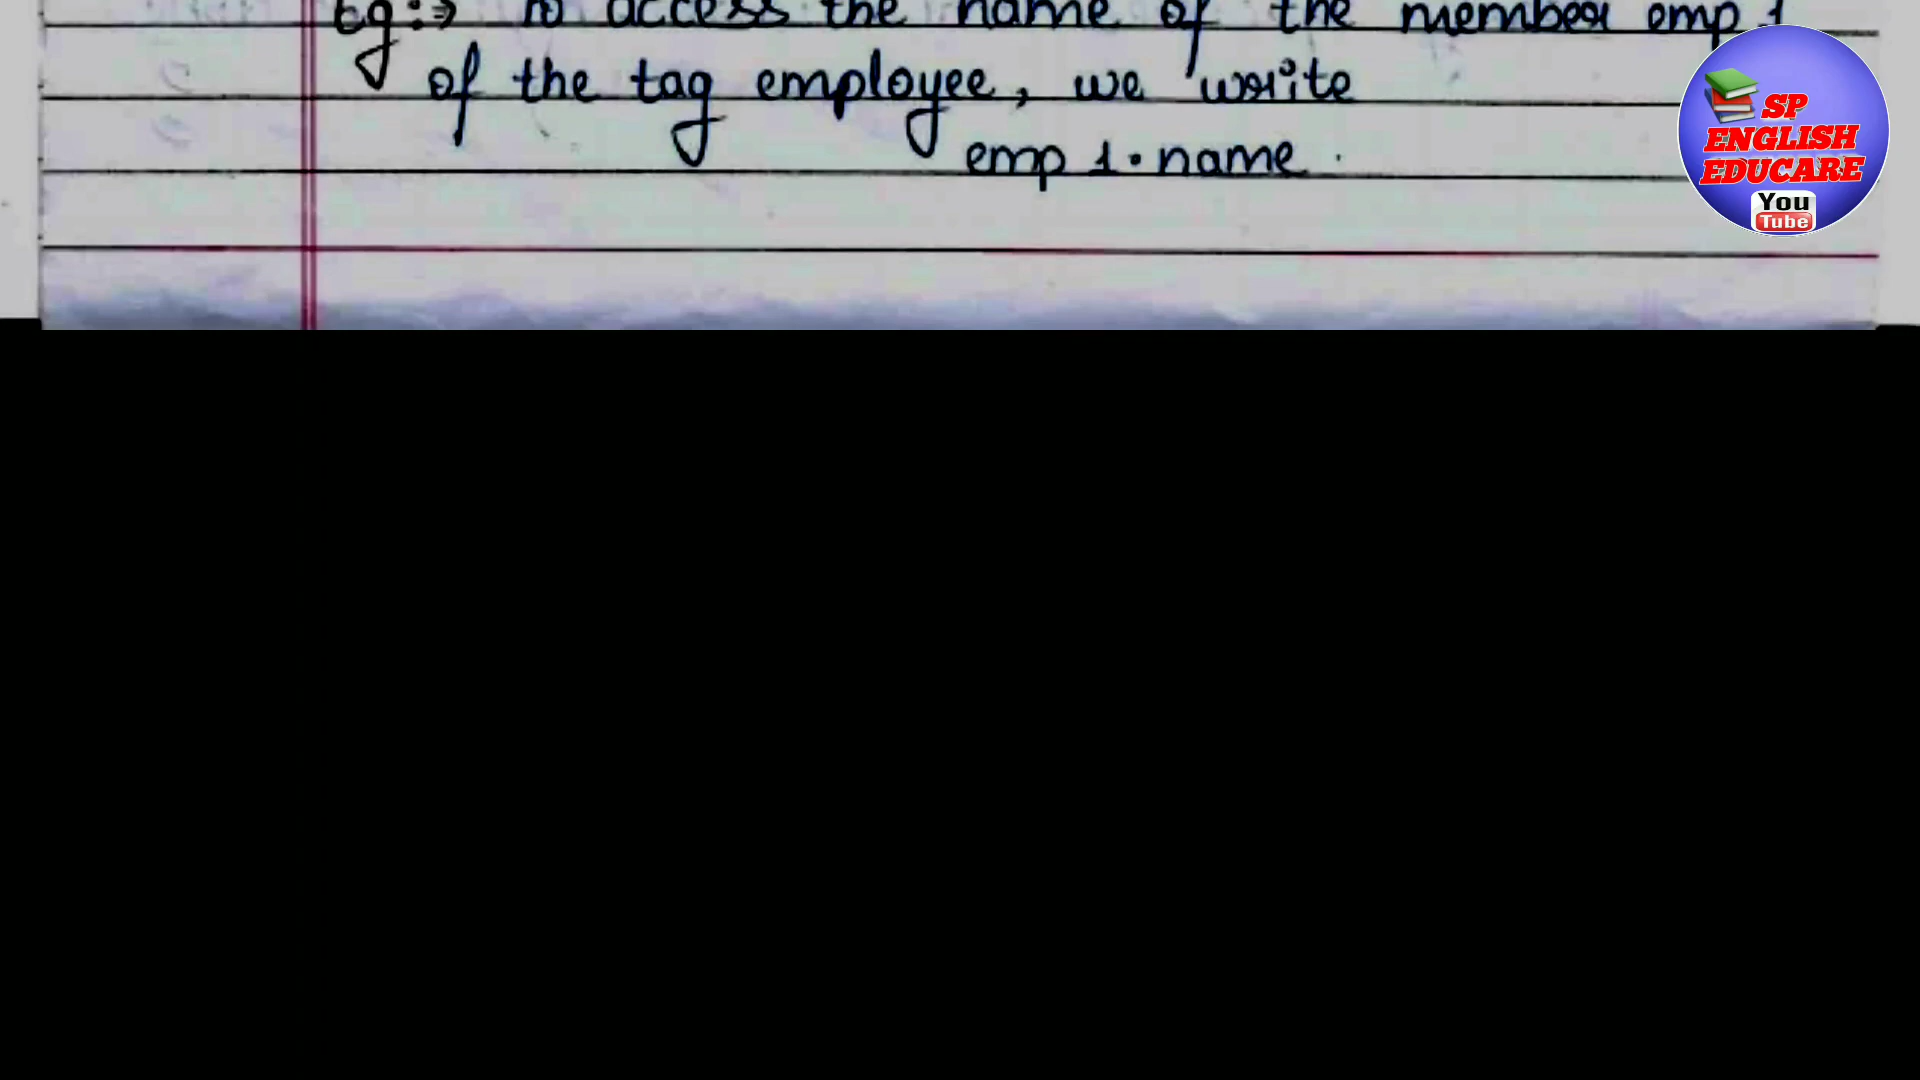 Eg:⇒ To access the name of the member emp 1
of the tag employee, we write
emp 1.name.
SP
ENGLISH
EDUCARE
You
Tube